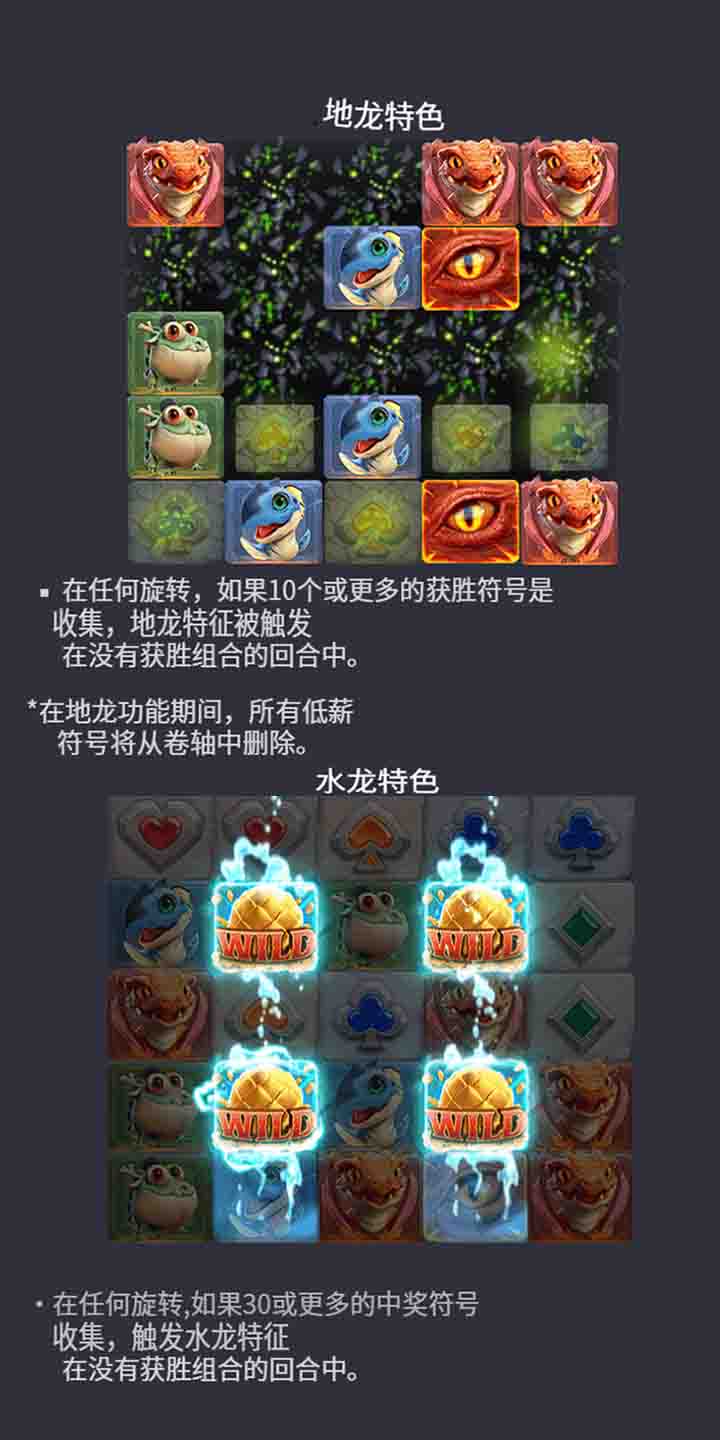 地龙特色
▪ 在任何旋转，如果10个或更多的获胜符号是
收集，地龙特征被触发
在没有获胜组合的回合中。
*在地龙功能期间，所有低薪
符号将从卷轴中删除。
水龙特色
WILD WILD
WILD WILD
• 在任何旋转,如果30或更多的中奖符号
收集，触发水龙特征
在没有获胜组合的回合中。